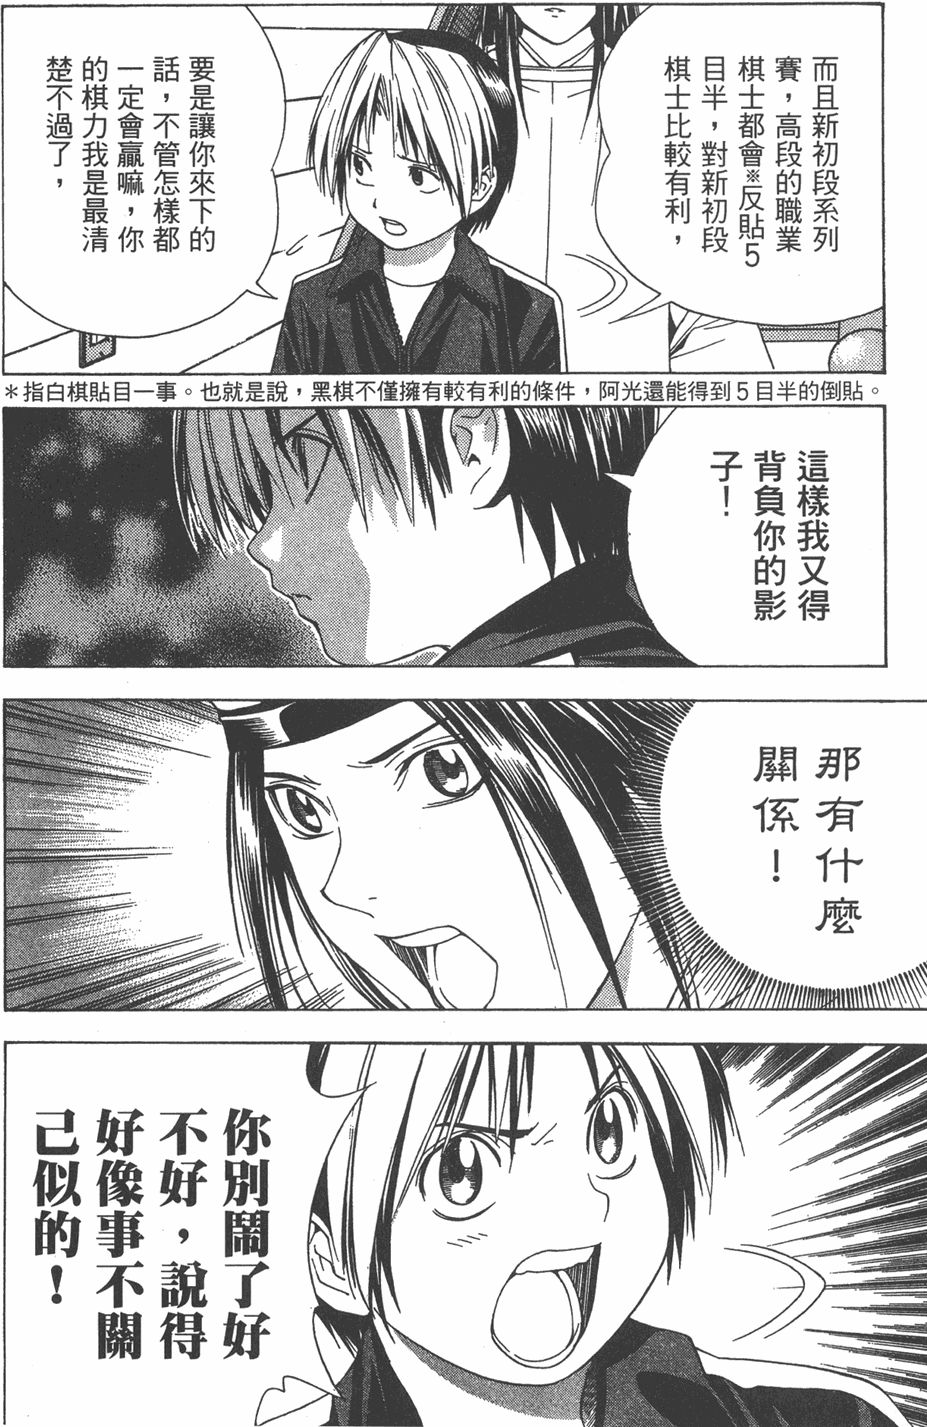 而且新初段系列
賽，高段的職業
棋士都會※反貼5
目半，對新初段
棋士比較有利，
要是讓你來下的
話，不管怎樣都
一定會贏嘛，你
的棋力我是最清
楚不過了，
＊指白棋貼目一事。也就是說，黑棋不僅擁有較有利的條件，阿光還能得到5目半的倒貼。
這樣我又得
背負你的影
子！
那有什麼
關係！
你別鬧了好
不好，說得
好像事不關
己似的！